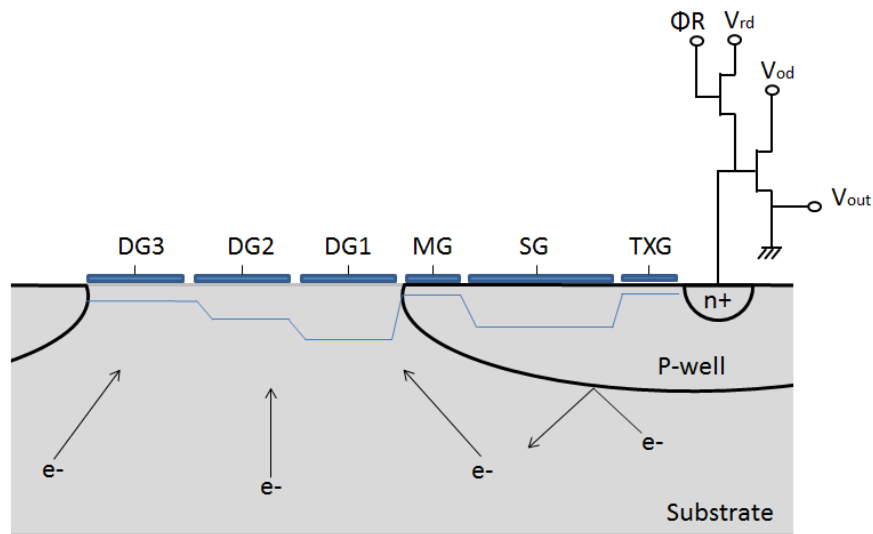 ΦR
Vrd
Vod
Vout
DG3 DG2 DG1 MG SG TXG
n+
P-well
e-
e-
e-
e-
Substrate